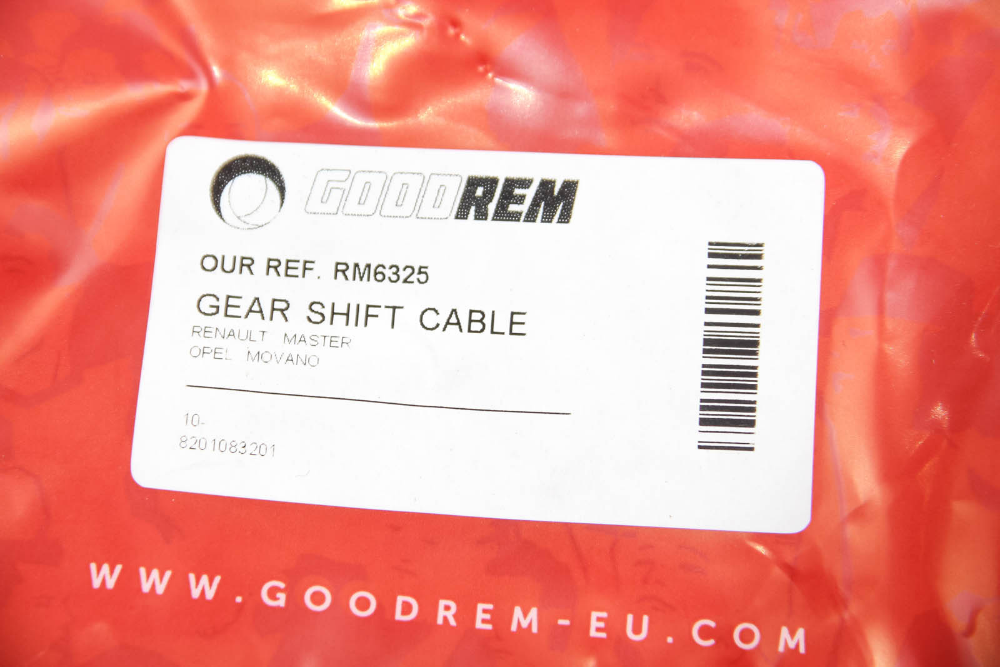 GOODREM
OUR REF. RM6325
GEAR SHIFT CABLE
RENAULT MASTER
OPEL MOVANO
10-
8201083201
WWW.GOODREM-EU.COM